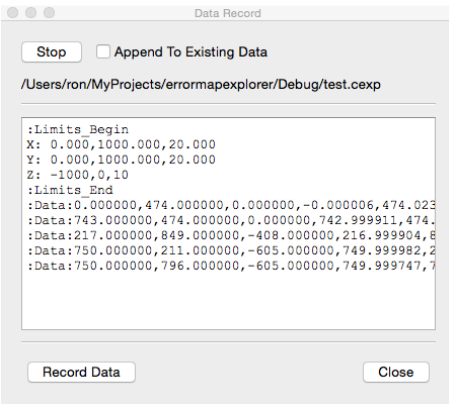 Data Record
Stop
Append To Existing Data
/Users/ron/MyProjects/errormapexplorer/Debug/test.cexp
:Limits_Begin
X: 0.000,1000.000,20.000
Y: 0.000,1000.000,20.000
Z: -1000,0,10
:Limits_End
:Data:0.000000,474.000000,0.000000,-0.000006,474.023
:Data:743.000000,474.000000,0.000000,742.999911,474.
:Data:217.000000,849.000000,-408.000000,216.999904,8
:Data:750.000000,211.000000,-605.000000,749.999982,2
:Data:750.000000,796.000000,-605.000000,749.999747,7
Record Data
Close